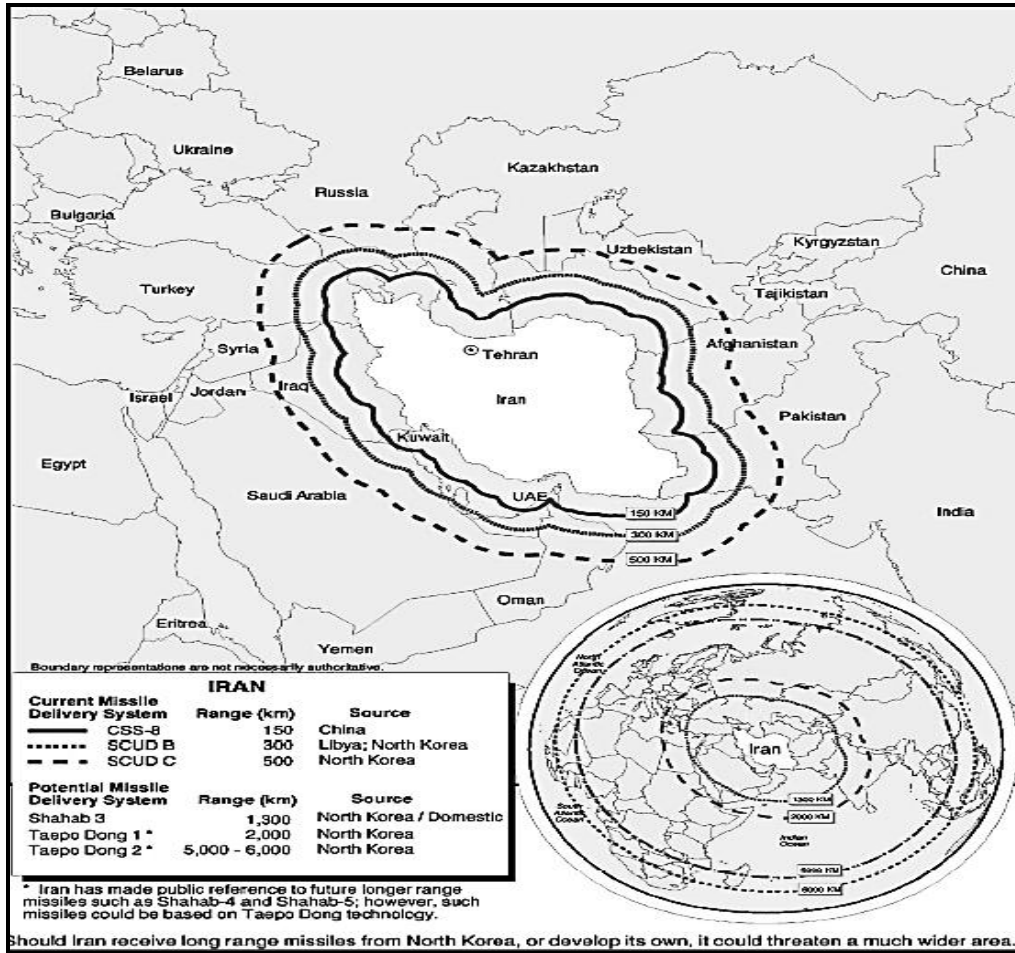 Belarus
Ukraine
Kazakhstan
Russia
Bulgaria
Uzbekistan
Kyrgyzstan
China
Turkey
Tajikistan
Syria
Tehran
Afghanistan
Israel
Jordan
Iraq
Iran
Pakistan
Kuwait
Egypt
Saudi Arabia
UAE
150 KM
India
300 KM
500 KM
Oman
Eritrea
Yemen
Boundary representations are not necessarily authoritative.
IRAN
Current Missile
Delivery System Range (km) Source
CSS-8 150 China
SCUD B 300 Libya; North Korea
SCUD C 500 North Korea
Potential Missile
Delivery System Range (km) Source
Shahab 3 1,300 North Korea / Domestic
Taepo Dong 1 * 2,000 North Korea
Taepo Dong 2 * 5,000 - 6,000 North Korea
* Iran has made public reference to future longer range
missiles such as Shahab-4 and Shahab-5; however, such
missiles could be based on Taepo Dong technology.
North
Atlantic
Ocean
Iran
1300 KM
2000 KM
South
Atlantic
Ocean
Indian
Ocean
5000 KM
6000 KM
Should Iran receive long range missiles from North Korea, or develop its own, it could threaten a much wider area.